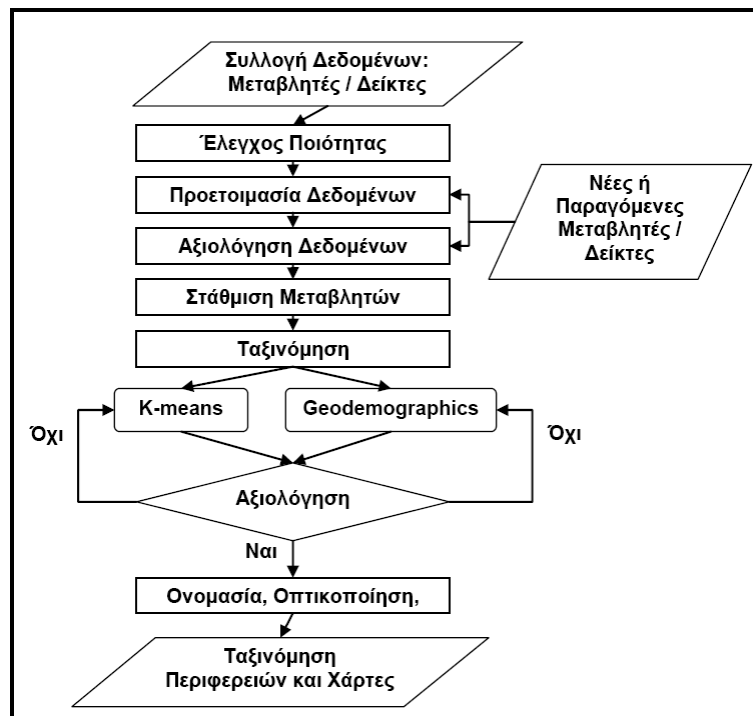 Συλλογή Δεδομένων:
Μεταβλητές / Δείκτες
Έλεγχος Ποιότητας
Προετοιμασία Δεδομένων
Νέες ή
Παραγόμενες
Μεταβλητές /
Δείκτες
Αξιολόγηση Δεδομένων
Στάθμιση Μεταβλητών
Ταξινόμηση
K-means
Geodemographics
Όχι
Όχι
Αξιολόγηση
Ναι
Ονομασία, Οπτικοποίηση,
Ταξινόμηση
Περιφερειών και Χάρτες